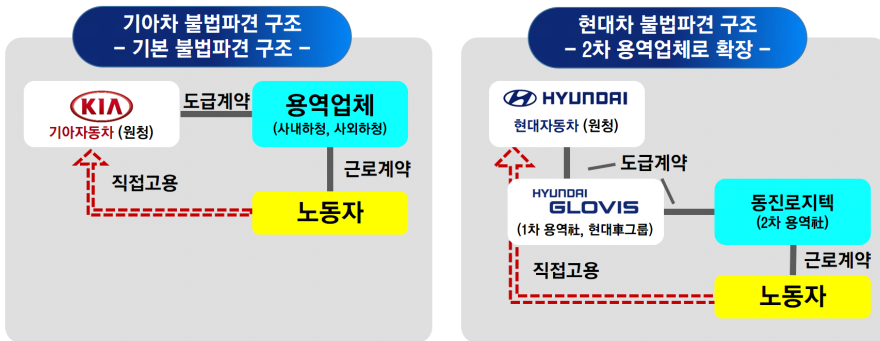 기아차 불법파견 구조
– 기본 불법파견 구조 –
KIA
기아자동차 (원청)
도급계약
용역업체
(사내하청, 사외하청)
직접고용
근로계약
노동자
현대차 불법파견 구조
– 2차 용역업체로 확장 –
HYUNDAI
현대자동차 (원청)
도급계약
HYUNDAI
GLOVIS
(1차 용역社, 현대車그룹)
동진로지텍
(2차 용역社)
직접고용
근로계약
노동자